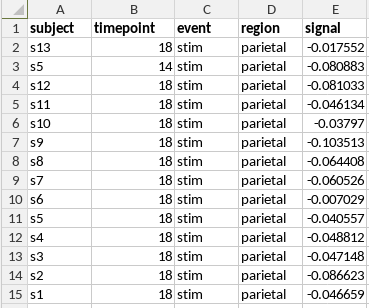 A B C D E
1 subject timepoint event region signal
2 s13 18 stim parietal -0.017552
3 s5 14 stim parietal -0.080883
4 s12 18 stim parietal -0.081033
5 s11 18 stim parietal -0.046134
6 s10 18 stim parietal -0.03797
7 s9 18 stim parietal -0.103513
8 s8 18 stim parietal -0.064408
9 s7 18 stim parietal -0.060526
10 s6 18 stim parietal -0.007029
11 s5 18 stim parietal -0.040557
12 s4 18 stim parietal -0.048812
13 s3 18 stim parietal -0.047148
14 s2 18 stim parietal -0.086623
15 s1 18 stim parietal -0.046659